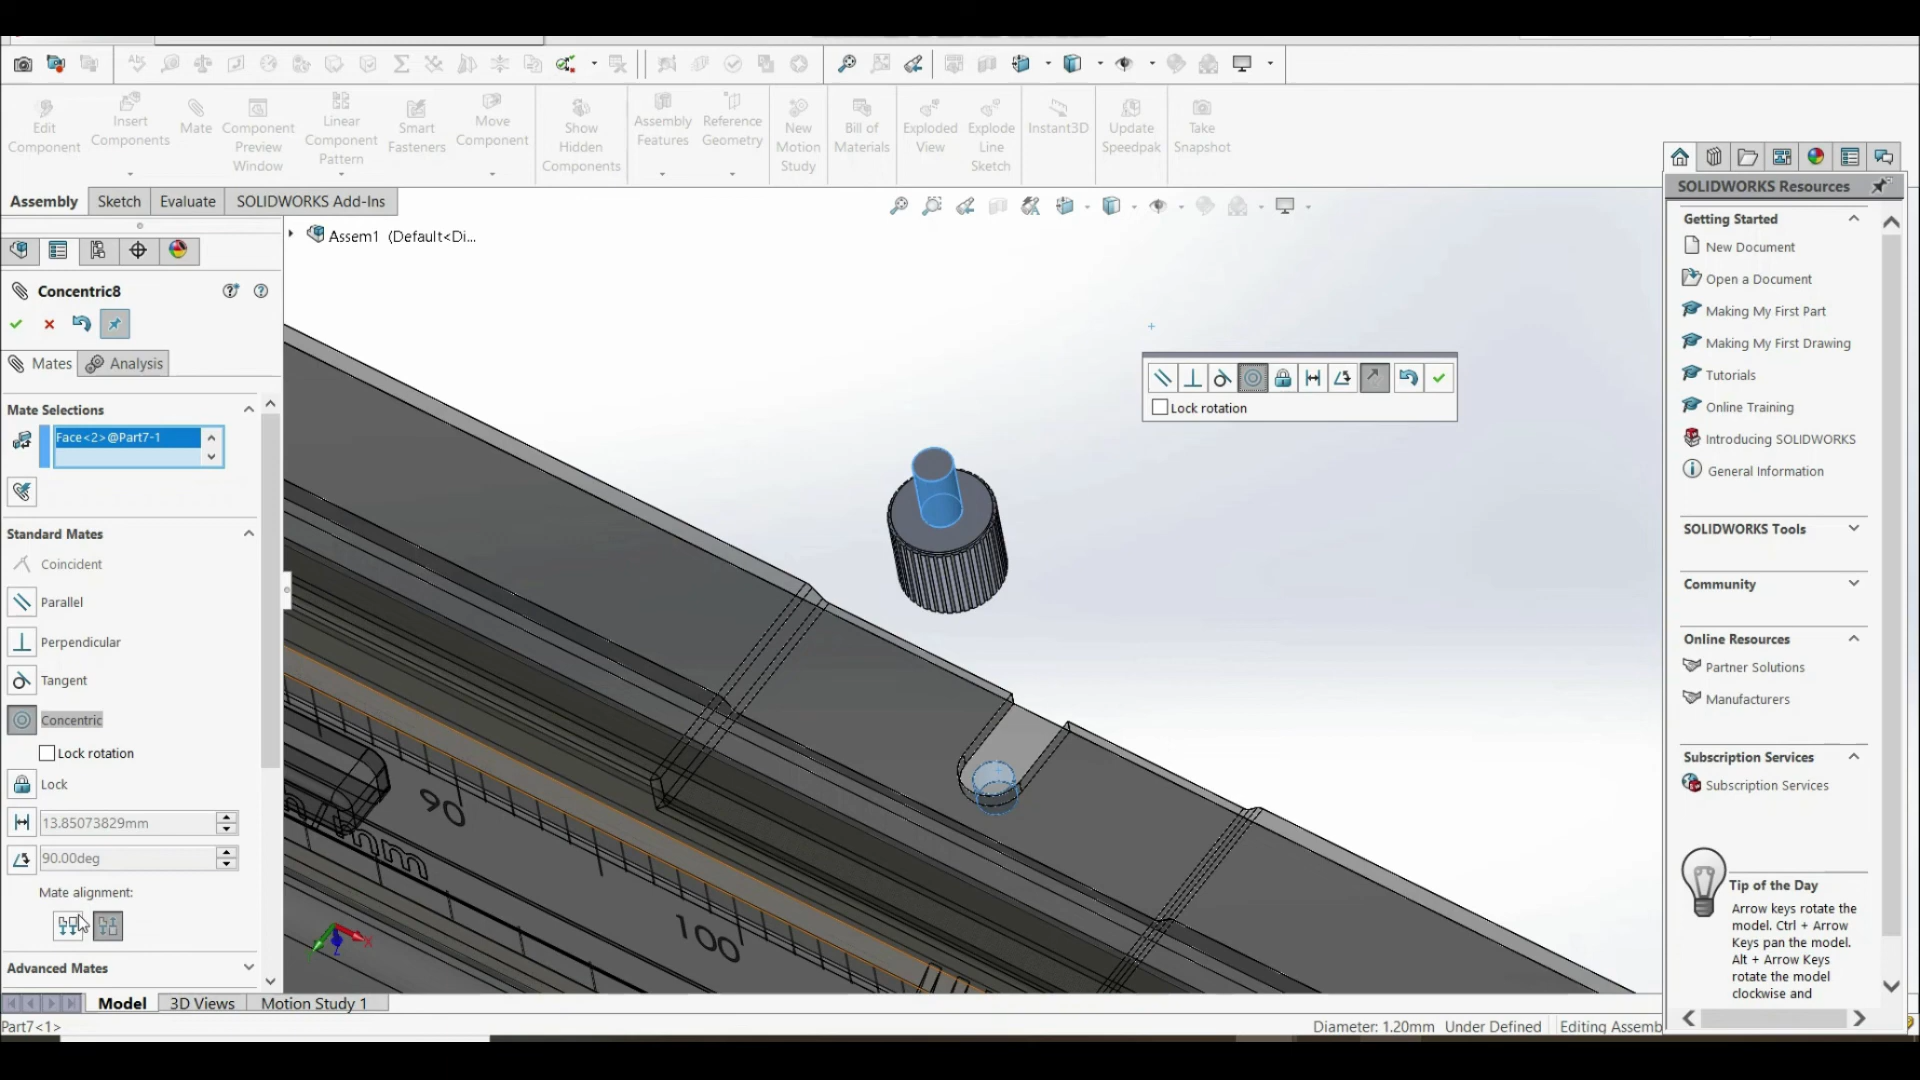 Edit
Component
Insert
Components
Mate
Component
Preview
Window
Linear
Component
Pattern
Smart
Fasteners
Move
Component
Show
Hidden
Components
Assembly
Features
Reference
Geometry
New
Motion
Study
Bill of
Materials
Exploded
View
Explode
Line
Sketch
Instant3D
Update
Speedpak
Take
Snapshot
Assembly Sketch Evaluate SOLIDWORKS Add-Ins
Assem1 (Default<Di...
Concentric8
Mates Analysis
Mate Selections
Face<2>@Part7-1
Standard Mates
Coincident
Parallel
Perpendicular
Tangent
Concentric
Lock rotation
Lock
13.85073829mm
90.00deg
Mate alignment:
Advanced Mates
Lock rotation
90
100
Model 3D Views Motion Study 1
Part7<1>
Diameter: 1.20mm Under Defined Editing Assemb
SOLIDWORKS Resources
Getting Started
New Document
Open a Document
Making My First Part
Making My First Drawing
Tutorials
Online Training
Introducing SOLIDWORKS
General Information
SOLIDWORKS Tools
Community
Online Resources
Partner Solutions
Manufacturers
Subscription Services
Subscription Services
Tip of the Day
Arrow keys rotate the
model. Ctrl + Arrow
Keys pan the model.
Alt + Arrow Keys
rotate the model
clockwise and